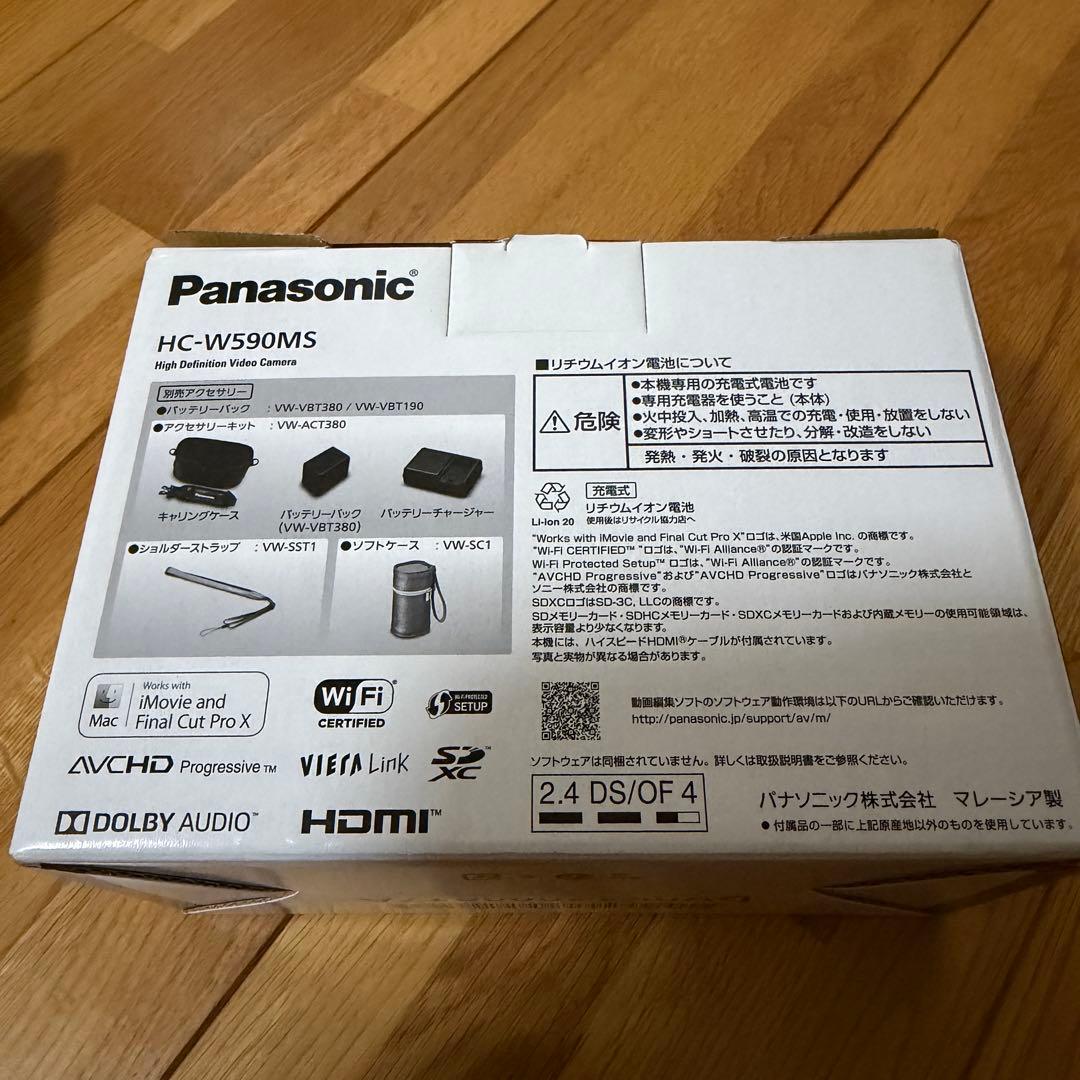 Panasonic®
HC-W590MS
High Definition Video Camera
別売アクセサリー
●バッテリーパック :VW-VBT380 / VW-VBT190
●アクセサリーキット :VW-ACT380
キャリングケース
バッテリーパック
(VW-VBT380)
バッテリーチャージャー
●ショルダーストラップ :VW-SST1
●ソフトケース :VW-SC1
Mac
Works with
iMovie and
Final Cut Pro X
Wi Fi®
CERTIFIED
Wi-Fi PROTECTED
SETUP
AVCHD Progressive™
VIERA Link
SD XC™
DOLBY AUDIO™
HDMI™
■リチウムイオン電池について
危険
●本機専用の充電式電池です
●専用充電器を使うこと (本体)
●火中投入、加熱、高温での充電・使用・放置をしない
●変形やショートさせたり、分解・改造をしない
発熱・発火・破裂の原因となります
Li-ion 20
充電式
リチウムイオン電池
使用後はリサイクル協力店へ
"Works with iMovie and Final Cut Pro X"ロゴは、米国Apple Inc. の商標です。
"Wi-Fi CERTIFIED™ "ロゴは、"Wi-Fi Alliance®"の認証マークです。
Wi-Fi Protected Setup™ ロゴは、"Wi-Fi Alliance®"の認証マークです。
"AVCHD Progressive"および"AVCHD Progressive"ロゴはパナソニック株式会社と
ソニー株式会社の商標です。
SDXCロゴはSD-3C, LLCの商標です。
SDメモリーカード・SDHCメモリーカード・SDXCメモリーカードおよび内蔵メモリーの使用可能領域は、
表示容量より少なくなります。
本機には、ハイスピードHDMI®ケーブルが付属されています。
写真と実物が異なる場合があります。
動画編集ソフトのソフトウェア動作環境は以下のURLからご確認いただけます。
http://panasonic.jp/support/av/m/
ソフトウェアは同梱されていません。詳しくは取扱説明書をご参照ください。
2.4 DS/OF 4
パナソニック株式会社 マレーシア製
●付属品の一部に上記原産地以外のものを使用しています。